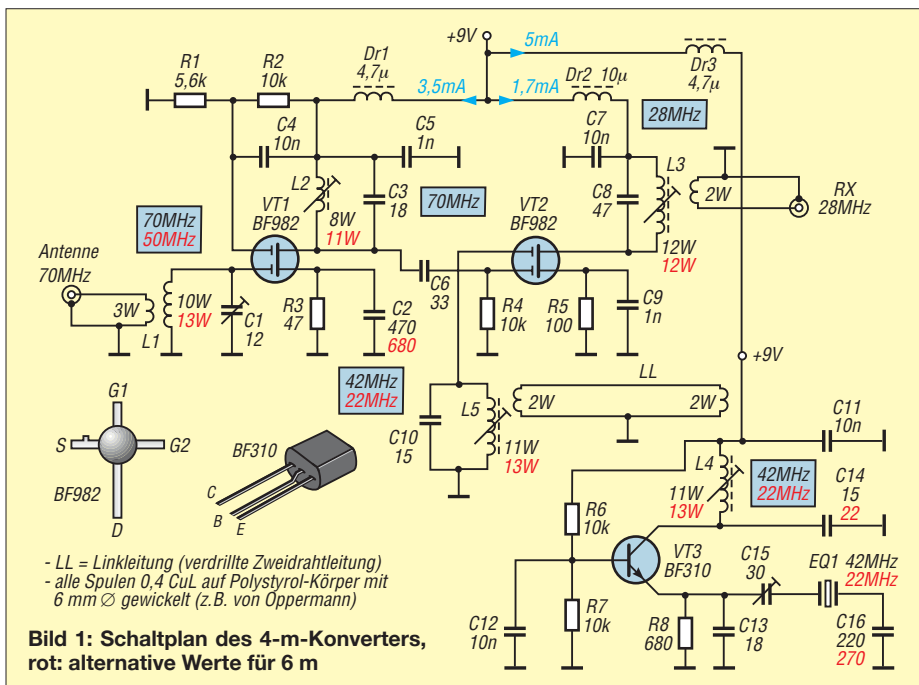 +9V
5mA
R1
5,6k
R2
10k
Dr1
4,7µ
3,5mA
1,7mA
Dr2 10µ
Dr3
4,7µ
C4
10n
C5
1n
C7
10n
28MHz
L2
C3
18
8W
11W
70MHz
C8
47
L3
2W
RX
28MHz
VT1
BF982
VT2
BF982
70MHz
50MHz
12W
12W
Antenne
70MHz
3W
L1
10W
13W
C1
12
R3
47
C2
470
680
C6
33
R4
10k
R5
100
C9
1n
+9V
42MHz
22MHz
LL
2W
2W
C10
15
L5
11W
13W
C11
10n
L4
11W
13W
42MHz
22MHz
C14
15
22
G1
S
G2
D
BF982
BF310
C
B
E
R6
10k
VT3
BF310
C15
30
EQ1 42MHz
22MHz
C12
10n
R7
10k
R8
680
C13
18
C16
220
270
- LL = Linkleitung (verdrillte Zweidrahtleitung)
- alle Spulen 0,4 CuL auf Polystyrol-Körper mit
6 mm Ø gewickelt (z.B. von Oppermann)
Bild 1: Schaltplan des 4-m-Konverters,
rot: alternative Werte für 6 m